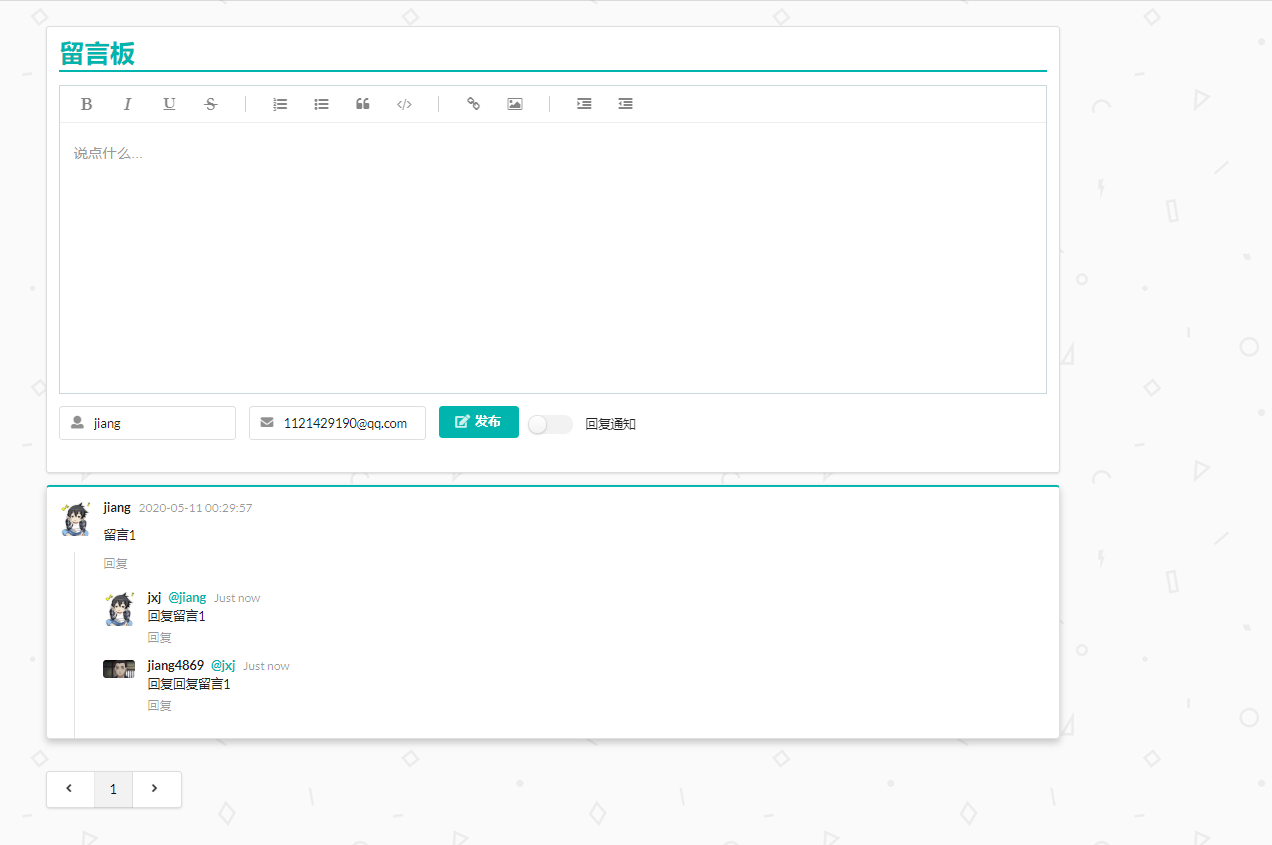 留言板
说点什么...
jiang
1121429190@qq.com
发布
回复通知
jiang 2020-05-11 00:29:57
留言1
回复
jxj @jiang Just now
回复留言1
回复
jiang4869 @jxj Just now
回复回复留言1
回复
1